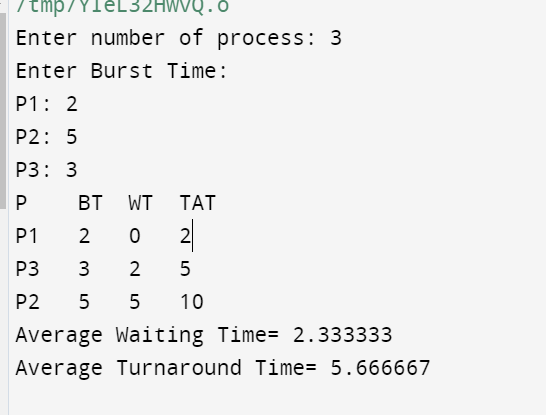 /tmp/YIeL32HWvQ.o
Enter number of process: 3
Enter Burst Time:
P1: 2
P2: 5
P3: 3
P BT WT TAT
P1 2 0 2
P3 3 2 5
P2 5 5 10
Average Waiting Time= 2.333333
Average Turnaround Time= 5.666667